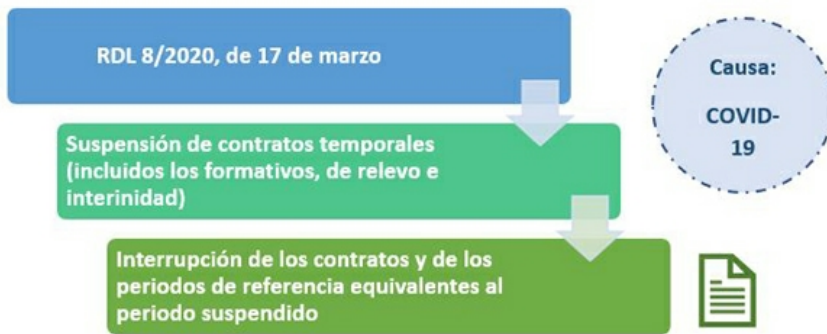 RDL 8/2020, de 17 de marzo
Causa:
COVID-
19
Suspensión de contratos temporales
(incluidos los formativos, de relevo e
interinidad)
Interrupción de los contratos y de los
periodos de referencia equivalentes al
periodo suspendido